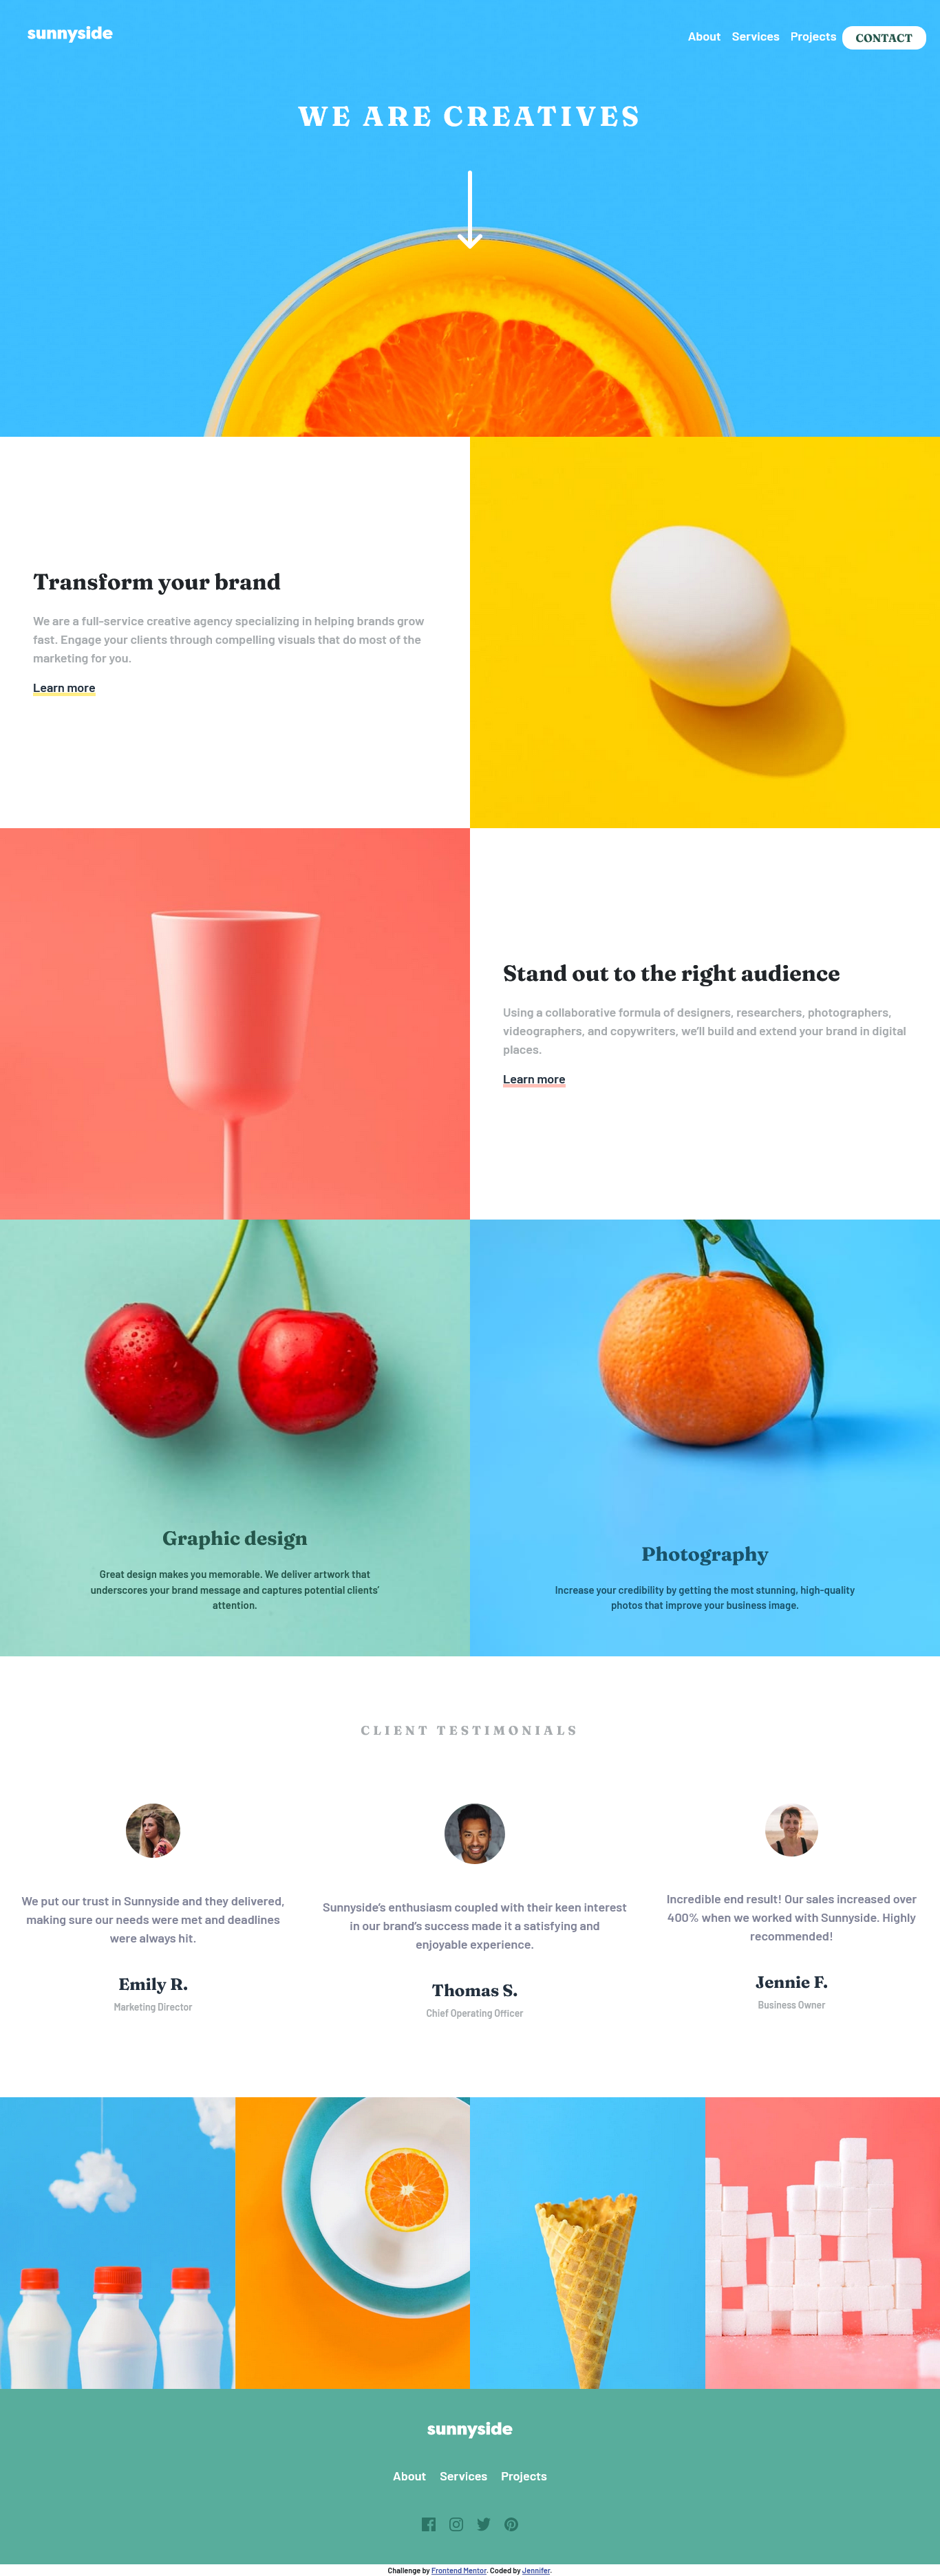 sunnyside
About Services Projects CONTACT
WE ARE CREATIVES
Transform your brand
We are a full-service creative agency specializing in helping brands grow
fast. Engage your clients through compelling visuals that do most of the
marketing for you.
Learn more
Stand out to the right audience
Using a collaborative formula of designers, researchers, photographers,
videographers, and copywriters, we'll build and extend your brand in digital
places.
Learn more
Graphic design
Great design makes you memorable. We deliver artwork that
underscores your brand message and captures potential clients'
attention.
Photography
Increase your credibility by getting the most stunning, high-quality
photos that improve your business image.
CLIENT TESTIMONIALS
We put our trust in Sunnyside and they delivered,
making sure our needs were met and deadlines
were always hit.
Emily R.
Marketing Director
Sunnyside's enthusiasm coupled with their keen interest
in our brand's success made it a satisfying and
enjoyable experience.
Thomas S.
Chief Operating Officer
Incredible end result! Our sales increased over
400% when we worked with Sunnyside. Highly
recommended!
Jennie F.
Business Owner
sunnyside
About Services Projects
Challenge by Frontend Mentor. Coded by Jennifer.